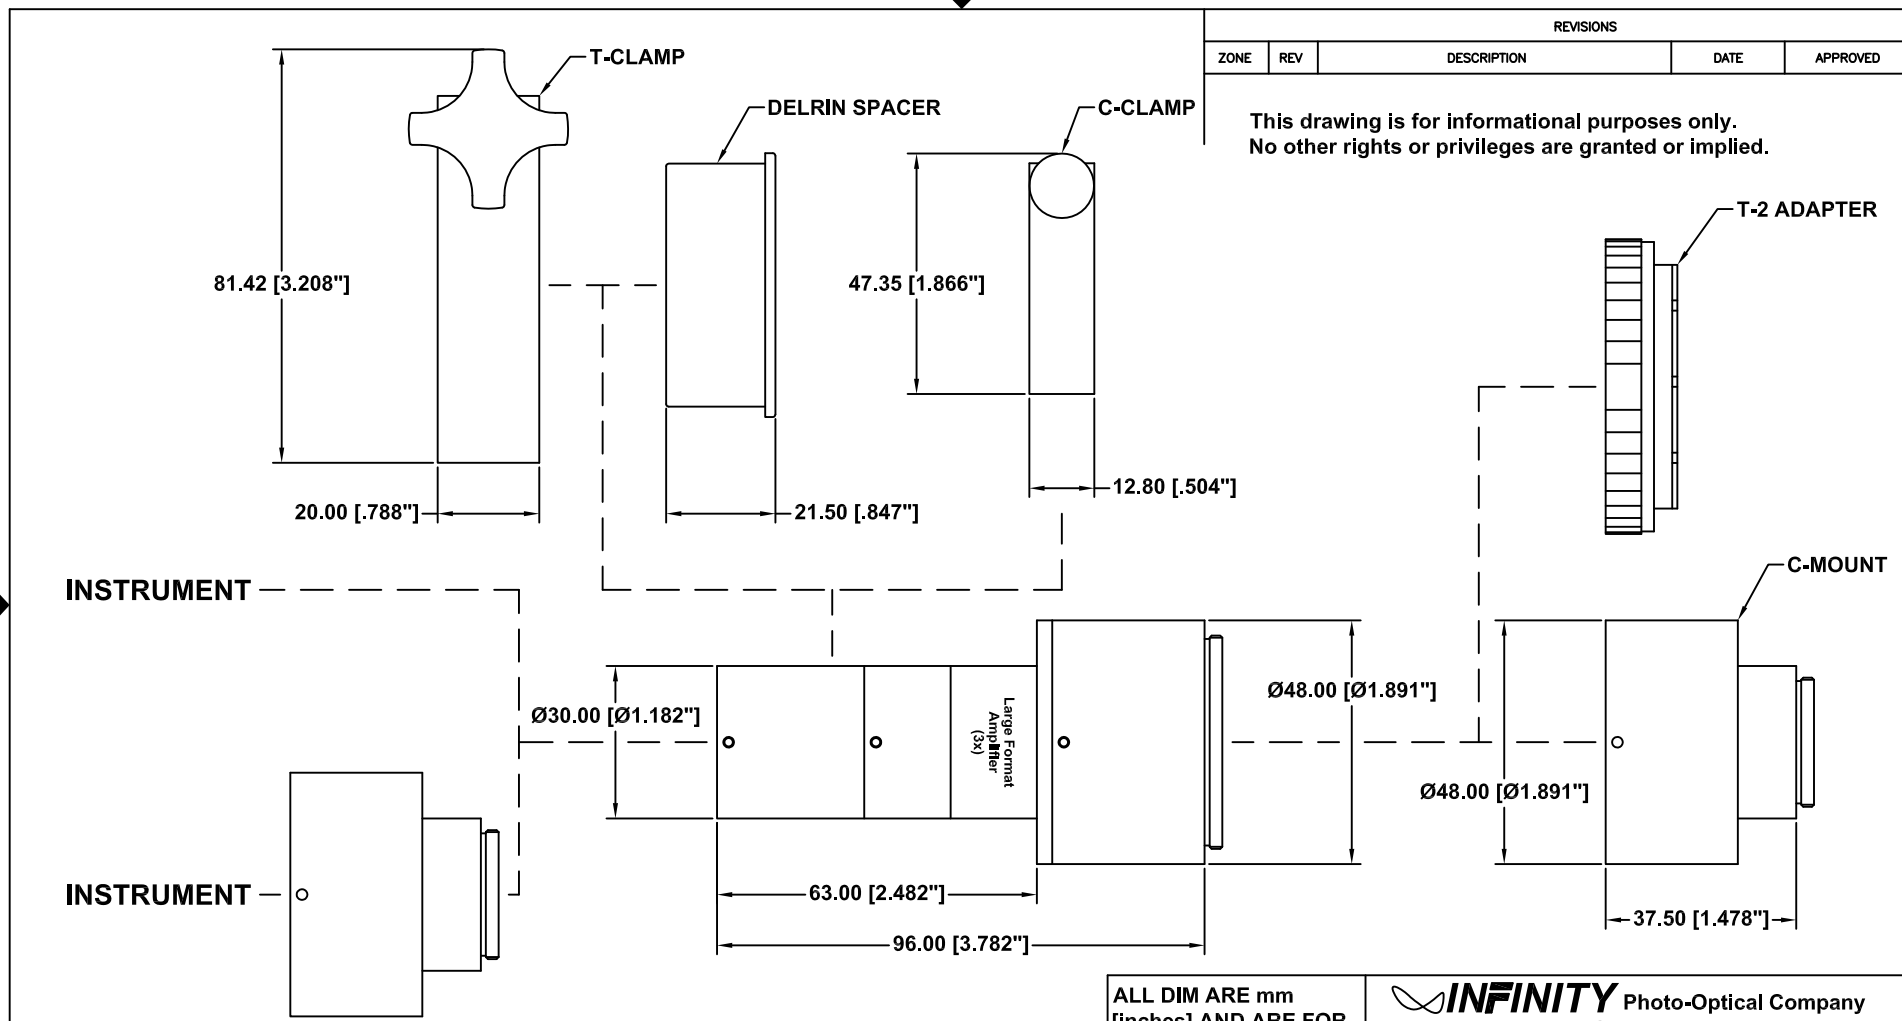 REVISIONS
ZONE REV DESCRIPTION DATE APPROVED
This drawing is for informational purposes only.
No other rights or privileges are granted or implied.
T-CLAMP
DELRIN SPACER
C-CLAMP
T-2 ADAPTER
81.42 [3.208"]
47.35 [1.866"]
20.00 [.788"]
21.50 [.847"]
12.80 [.504"]
INSTRUMENT
C-MOUNT
Ø30.00 [Ø1.182"]
Large Format
Amplifier
(3x)
Ø48.00 [Ø1.891"]
Ø48.00 [Ø1.891"]
INSTRUMENT
63.00 [2.482"]
96.00 [3.782"]
37.50 [1.478"]
ALL DIM ARE mm
[inches] AND ARE FOR
INFINITY Photo-Optical Company